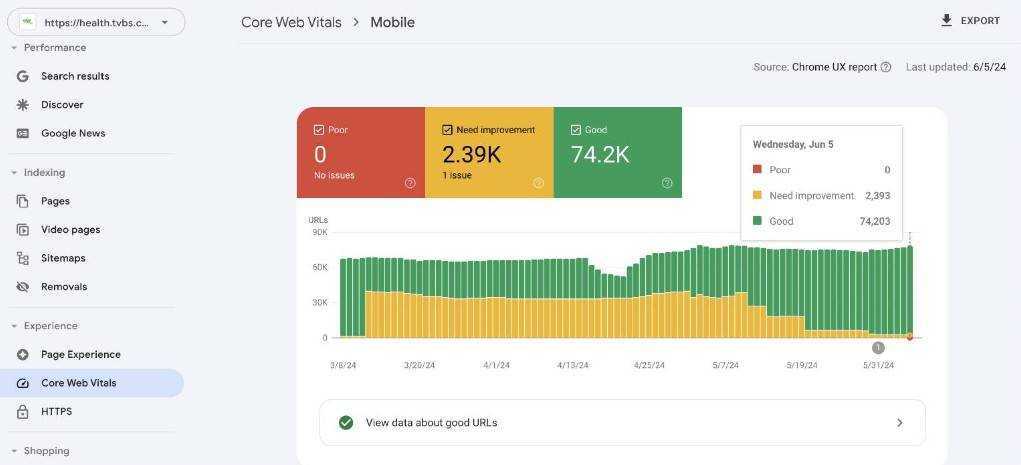 https://health.tvbs.c...
Performance
Search results
Discover
Google News
Indexing
Pages
Video pages
Sitemaps
Removals
Experience
Page Experience
Core Web Vitals
HTTPS
Shopping
Core Web Vitals > Mobile
EXPORT
Source: Chrome UX report Last updated: 6/5/24
Poor
0
No issues
Need improvement
2.39K
1 issue
Good
74.2K
Wednesday, Jun 5
Poor 0
Need improvement 2,393
Good 74,203
URLs
90K
60K
30K
0
1
3/8/24 3/20/24 4/1/24 4/13/24 4/25/24 5/7/24 5/19/24 5/31/24
View data about good URLs